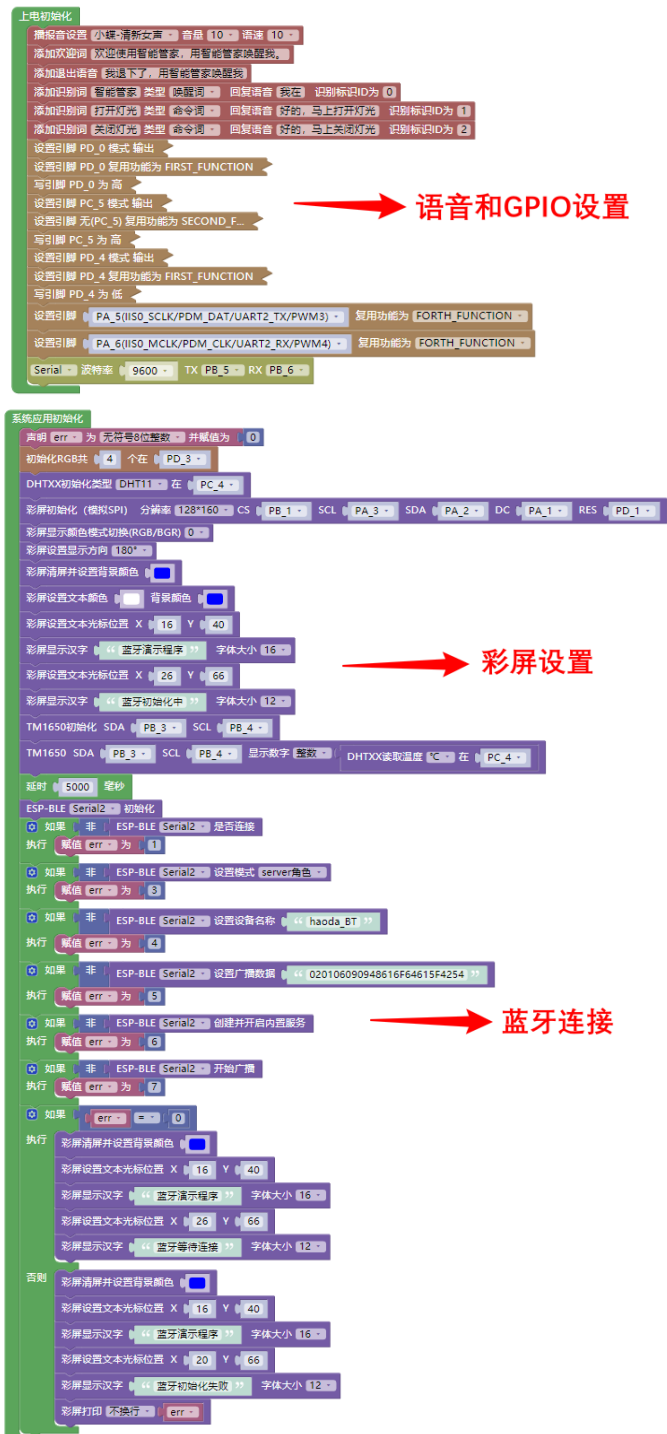 上电初始化
播报音设置 小蝶-清新女声 音量 10 语速 10
添加欢迎词 欢迎使用智能管家，用智能管家唤醒我。
添加退出语音 我退下了，用智能管家唤醒我
添加识别词 智能管家 类型 唤醒词 回复语音 我在 识别标识ID为 0
添加识别词 打开灯光 类型 命令词 回复语音 好的，马上打开灯光 识别标识ID为 1
添加识别词 关闭灯光 类型 命令词 回复语音 好的，马上关闭灯光 识别标识ID为 2
设置引脚 PD_0 模式 输出
设置引脚 PD_0 复用功能为 FIRST_FUNCTION
写引脚 PD_0 为 高
设置引脚 PC_5 模式 输出
语音和GPIO设置
设置引脚 无(PC_5) 复用功能为 SECOND_F...
写引脚 PC_5 为 高
设置引脚 PD_4 模式 输出
设置引脚 PD_4 复用功能为 FIRST_FUNCTION
写引脚 PD_4 为 低
设置引脚 PA_5(IIS0_SCLK/PDM_DAT/UART2_TX/PWM3) 复用功能为 FORTH_FUNCTION
设置引脚 PA_6(IIS0_MCLK/PDM_CLK/UART2_RX/PWM4) 复用功能为 FORTH_FUNCTION
Serial 波特率 9600 TX PB_5 RX PB_6
系统应用初始化
声明 err 为 无符号8位整数 并赋值为 0
初始化RGB共 4 个在 PD_3
DHTXX初始化类型 DHT11 在 PC_4
彩屏初始化（模拟SPI） 分辨率 128*160 CS PB_1 SCL PA_3 SDA PA_2 DC PA_1 RES PD_1
彩屏显示颜色模式切换(RGB/BGR) 0
彩屏设置显示方向 180°
彩屏清屏并设置背景颜色
彩屏设置文本颜色 背景颜色
彩屏设置文本光标位置 X 16 Y 40
彩屏显示汉字 “ 蓝牙演示程序 ” 字体大小 16
彩屏设置
彩屏设置文本光标位置 X 26 Y 66
彩屏显示汉字 “ 蓝牙初始化中 ” 字体大小 12
TM1650初始化 SDA PB_3 SCL PB_4
TM1650 SDA PB_3 SCL PB_4 显示数字 整数 DHTXX读取温度 ℃ 在 PC_4
延时 5000 毫秒
ESP-BLE Serial2 初始化
如果 非 ESP-BLE Serial2 是否连接
执行 赋值 err 为 1
如果 非 ESP-BLE Serial2 设置模式 server角色
执行 赋值 err 为 3
如果 非 ESP-BLE Serial2 设置设备名称 “ haoda_BT ”
执行 赋值 err 为 4
如果 非 ESP-BLE Serial2 设置广播数据 “ 020106090948616F64615F4254 ”
执行 赋值 err 为 5
如果 非 ESP-BLE Serial2 创建并开启内置服务
蓝牙连接
执行 赋值 err 为 6
如果 非 ESP-BLE Serial2 开始广播
执行 赋值 err 为 7
如果 err = 0
执行 彩屏清屏并设置背景颜色
彩屏设置文本光标位置 X 16 Y 40
彩屏显示汉字 “ 蓝牙演示程序 ” 字体大小 16
彩屏设置文本光标位置 X 26 Y 66
彩屏显示汉字 “ 蓝牙等待连接 ” 字体大小 12
否则 彩屏清屏并设置背景颜色
彩屏设置文本光标位置 X 16 Y 40
彩屏显示汉字 “ 蓝牙演示程序 ” 字体大小 16
彩屏设置文本光标位置 X 20 Y 66
彩屏显示汉字 “ 蓝牙初始化失败 ” 字体大小 12
彩屏打印 不换行 err